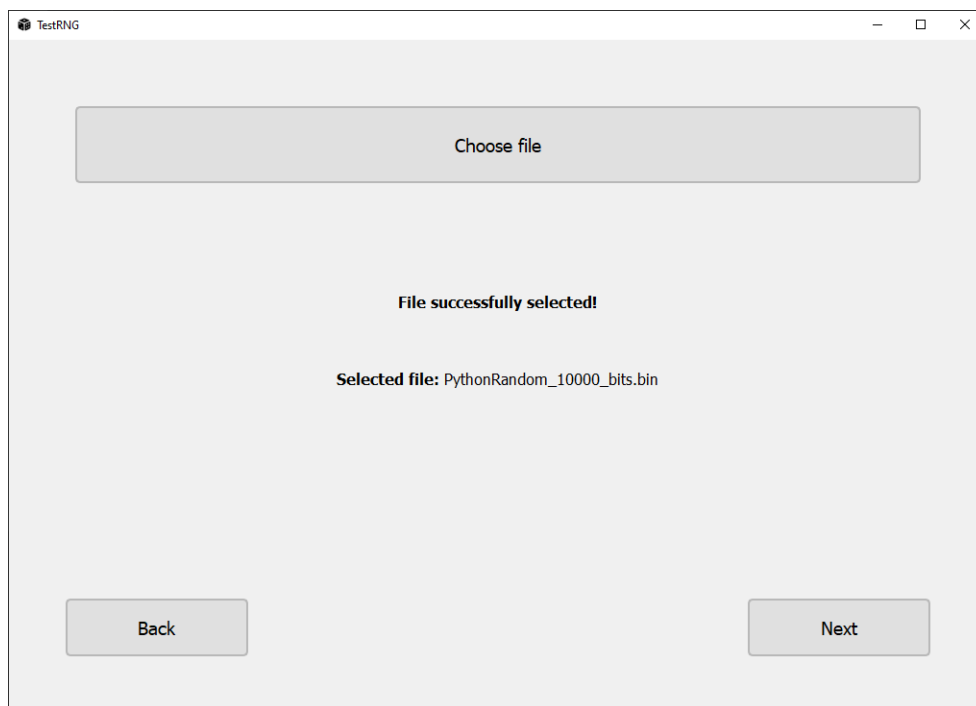 TestRNG
Choose file
File successfully selected!
Selected file: PythonRandom_10000_bits.bin
Back
Next